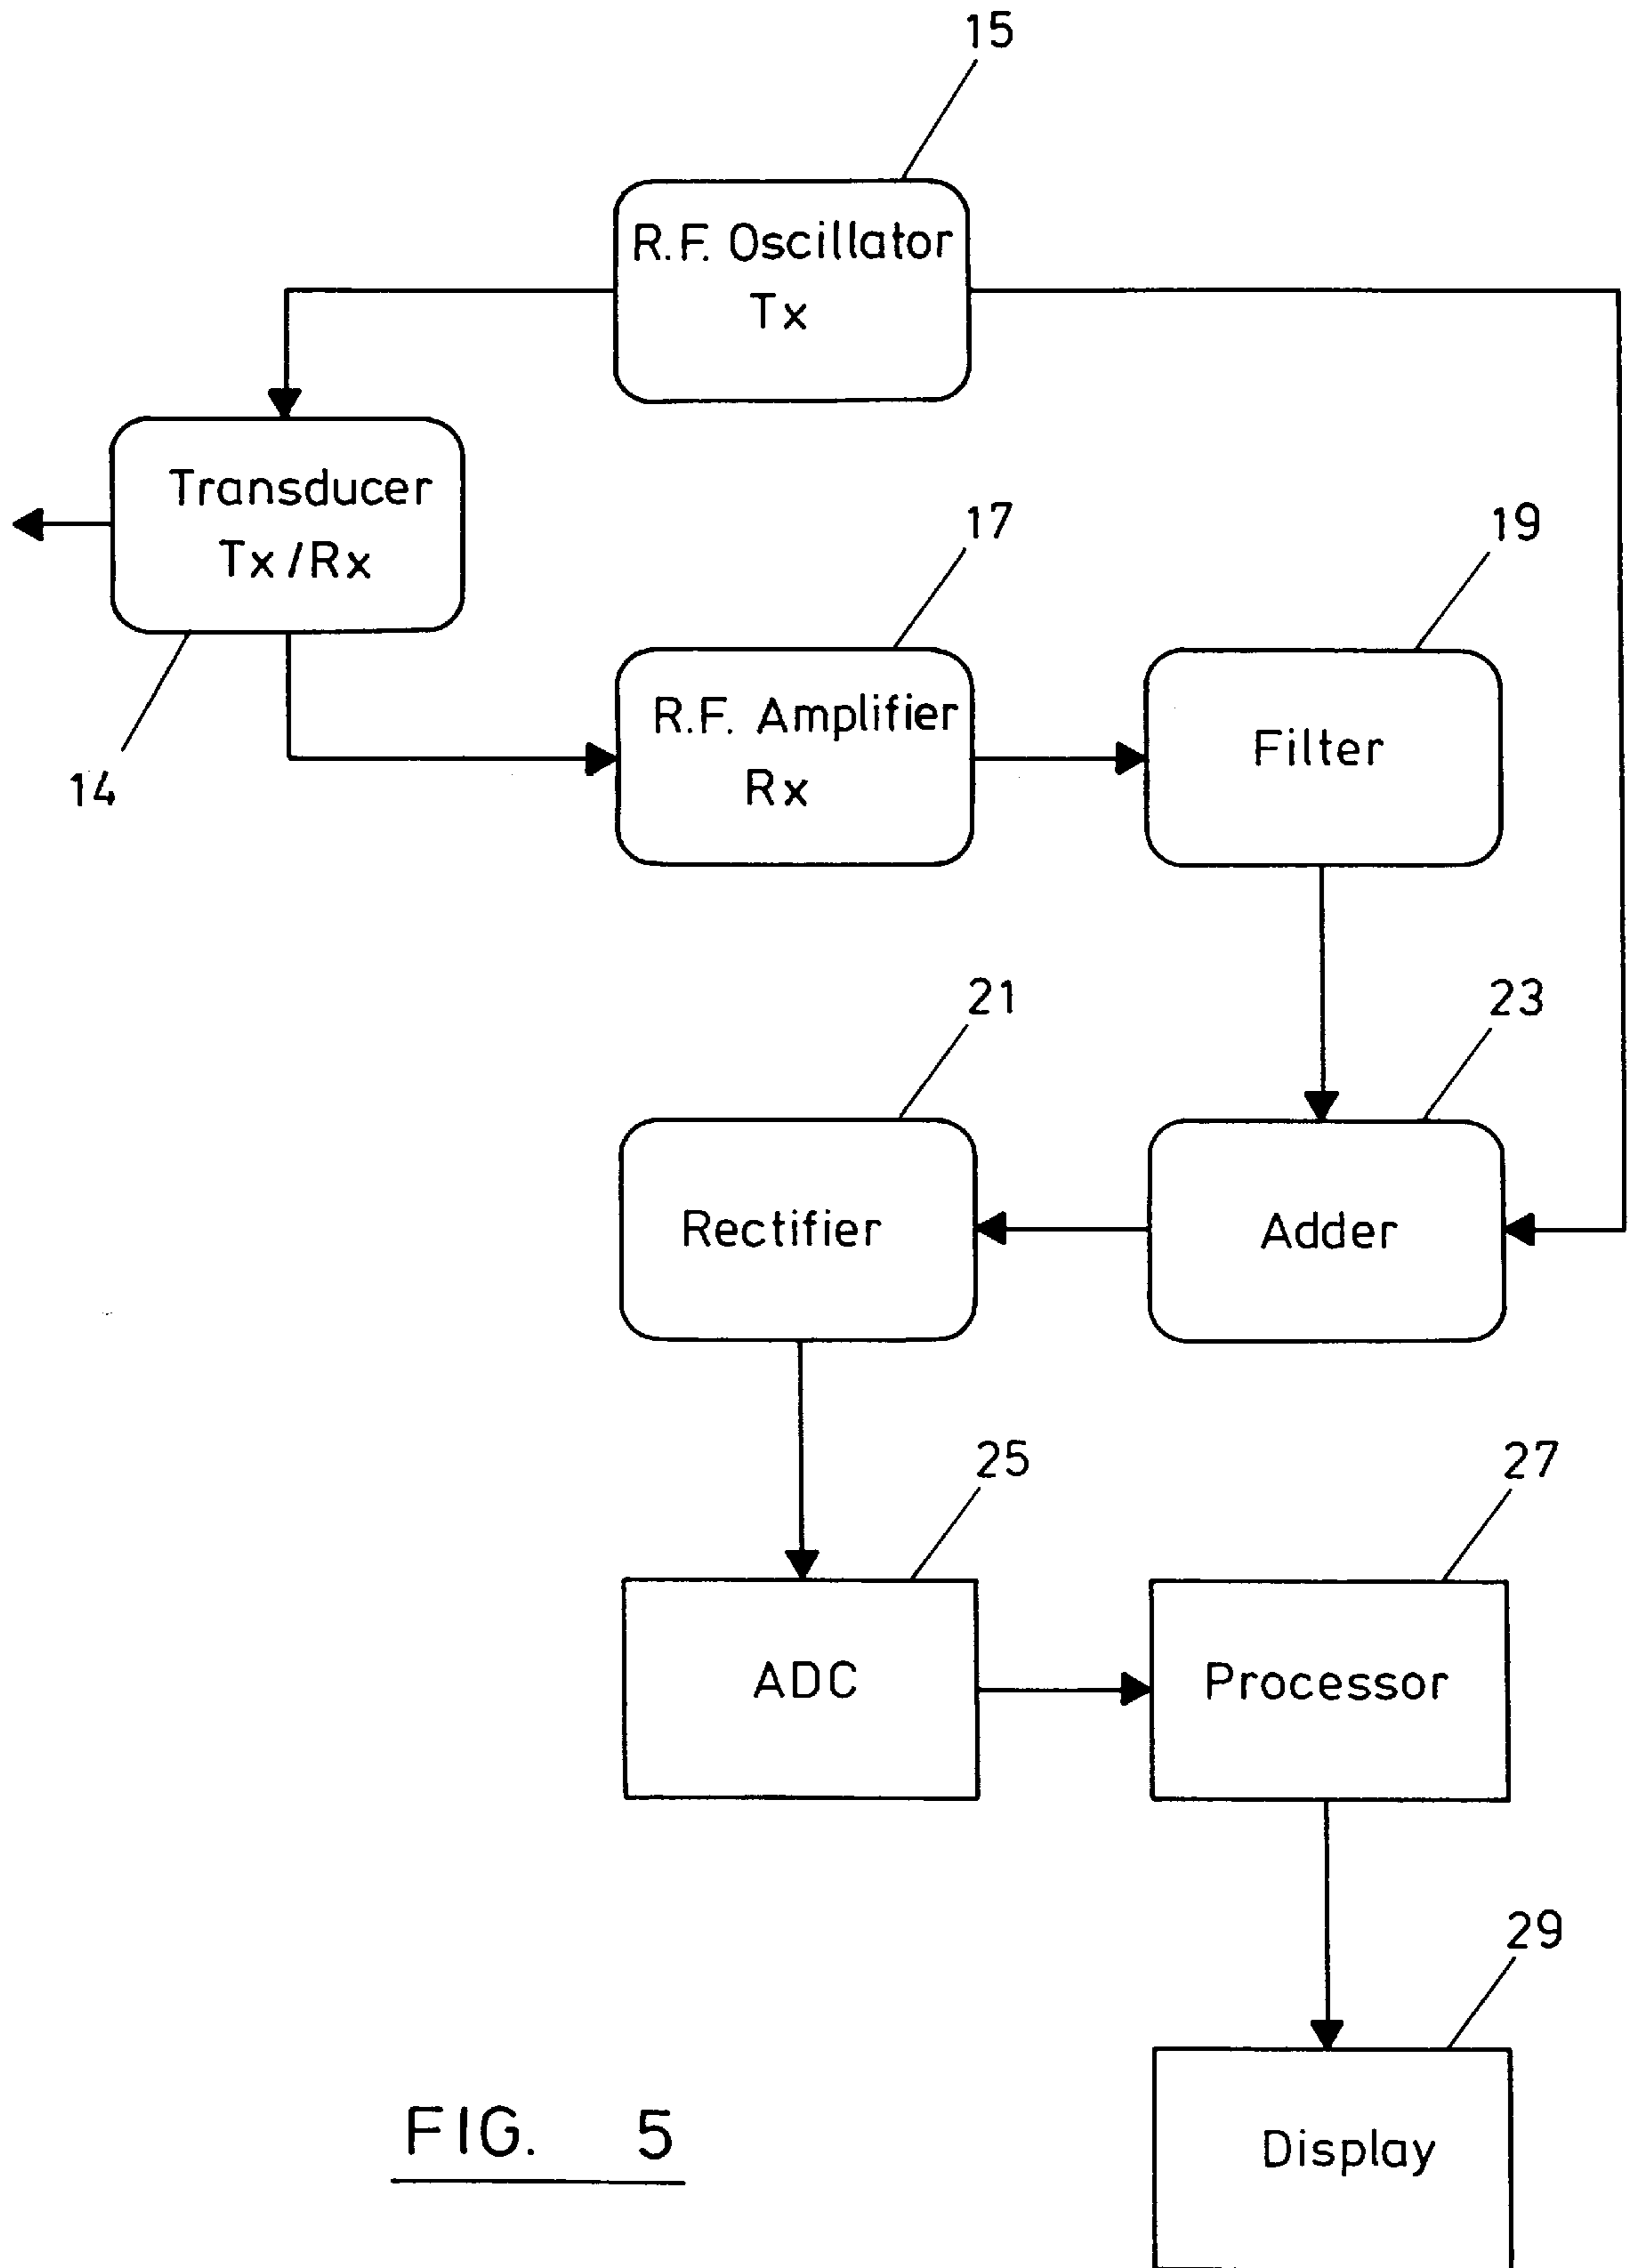 15
R.F. Oscillator
Tx
Transducer
Tx/Rx
14
17
R.F. Amplifier
Rx
19
Filter
21
Rectifier
23
Adder
25
ADC
27
Processor
29
Display
FIG. 5